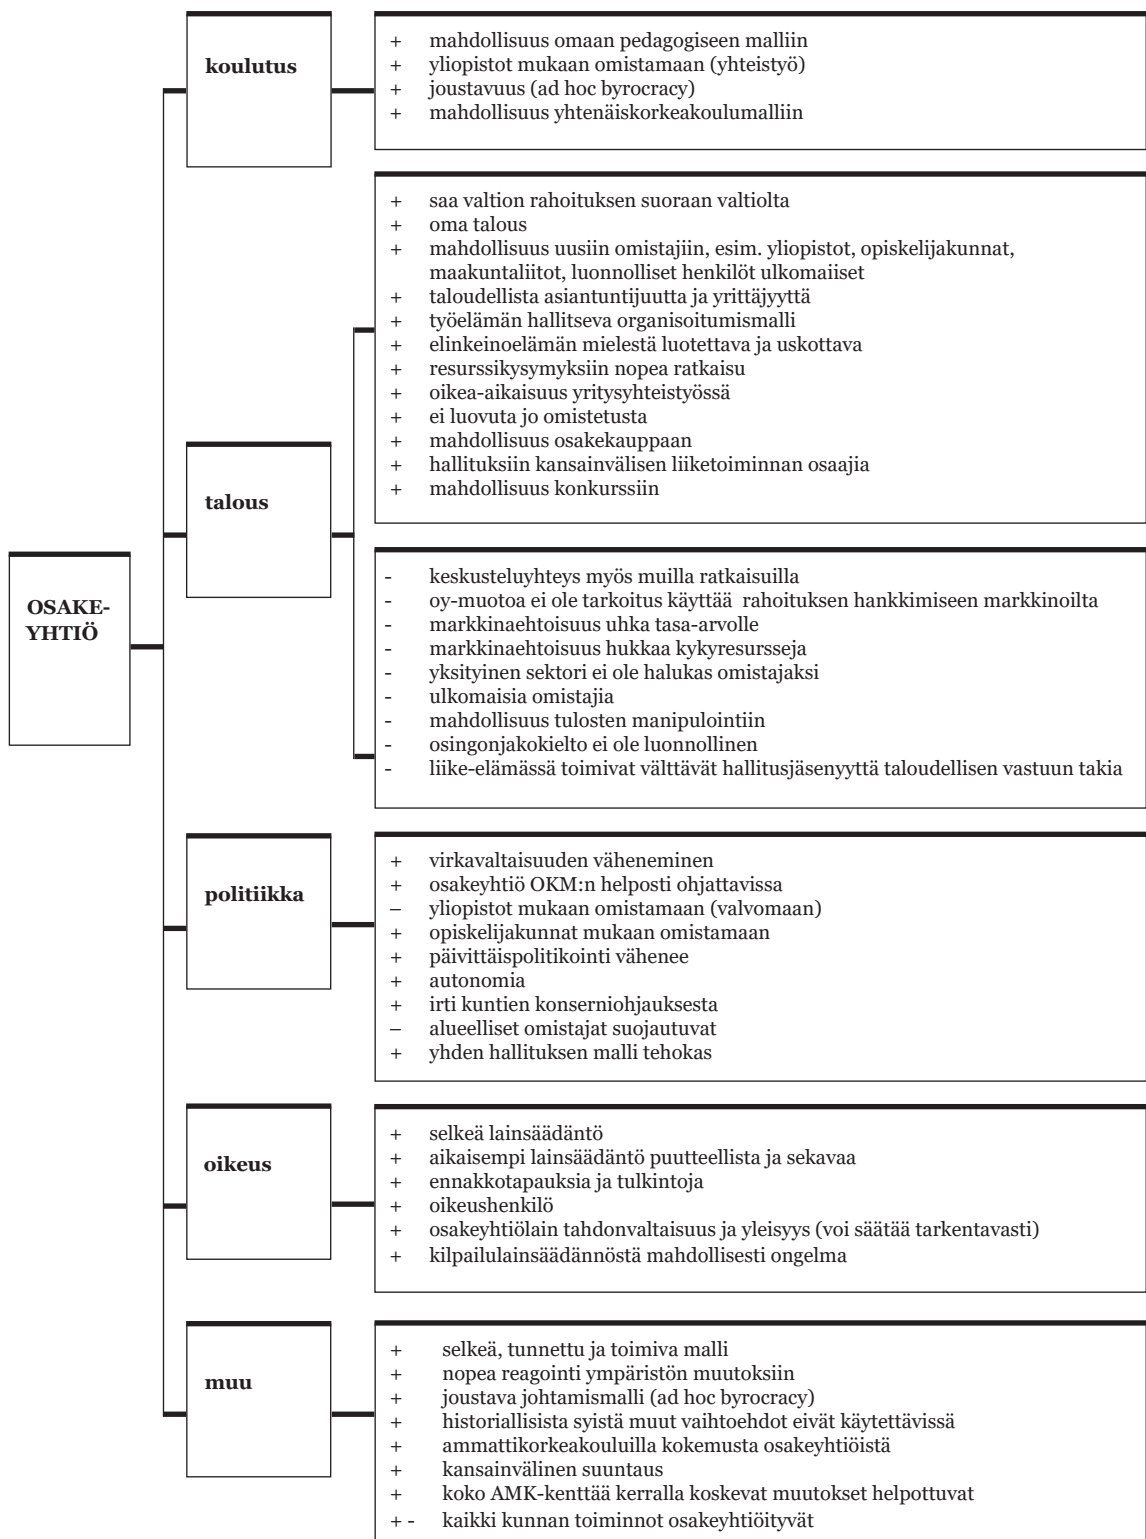 koulutus
+ mahdollisuus omaan pedagogiseen malliin
+ yliopistot mukaan omistamaan (yhteistyö)
+ joustavuus (ad hoc byrocracy)
+ mahdollisuus yhtenäiskorkeakoulumalliin
+ saa valtion rahoituksen suoraan valtiolta
+ oma talous
+ mahdollisuus uusiin omistajiin, esim. yliopistot, opiskelijakunnat,
maakuntaliitot, luonnolliset henkilöt ulkomaiiset
+ taloudellista asiantuntijuutta ja yrittäjyyttä
+ työelämän hallitseva organisoitumismalli
+ elinkeinoelämän mielestä luotettava ja uskottava
+ resurssikysymyksiin nopea ratkaisu
+ oikea-aikaisuus yritysyhteistyössä
+ ei luovuta jo omistetusta
+ mahdollisuus osakekauppaan
+ hallituksiin kansainvälisen liiketoiminnan osaajia
+ mahdollisuus konkurssiin
talous
OSAKE-
YHTIÖ
- keskusteluyhteys myös muilla ratkaisuilla
- oy-muotoa ei ole tarkoitus käyttää rahoituksen hankkimiseen markkinoilta
- markkinaehtoisuus uhka tasa-arvolle
- markkinaehtoisuus hukkaa kykyresursseja
- yksityinen sektori ei ole halukas omistajaksi
- ulkomaisia omistajia
- mahdollisuus tulosten manipulointiin
- osingonjakokielto ei ole luonnollinen
- liike-elämässä toimivat välttävät hallitusjäsenyyttä taloudellisen vastuun takia
politiikka
+ virkavaltaisuuden väheneminen
+ osakeyhtiö OKM:n helposti ohjattavissa
– yliopistot mukaan omistamaan (valvomaan)
+ opiskelijakunnat mukaan omistamaan
+ päivittäispolitikointi vähenee
+ autonomia
+ irti kuntien konserniohjauksesta
– alueelliset omistajat suojautuvat
+ yhden hallituksen malli tehokas
oikeus
+ selkeä lainsäädäntö
+ aikaisempi lainsäädäntö puutteellista ja sekavaa
+ ennakkotapauksia ja tulkintoja
+ oikeushenkilö
+ osakeyhtiölain tahdonvaltaisuus ja yleisyys (voi säätää tarkentavasti)
+ kilpailulainsäädännöstä mahdollisesti ongelma
muu
+ selkeä, tunnettu ja toimiva malli
+ nopea reagointi ympäristön muutoksiin
+ joustava johtamismalli (ad hoc byrocracy)
+ historiallisista syistä muut vaihtoehdot eivät käytettävissä
+ ammattikorkeakouluilla kokemusta osakeyhtiöistä
+ kansainvälinen suuntaus
+ koko AMK-kenttää kerralla koskevat muutokset helpottuvat
+ - kaikki kunnan toiminnot osakeyhtiöityvät